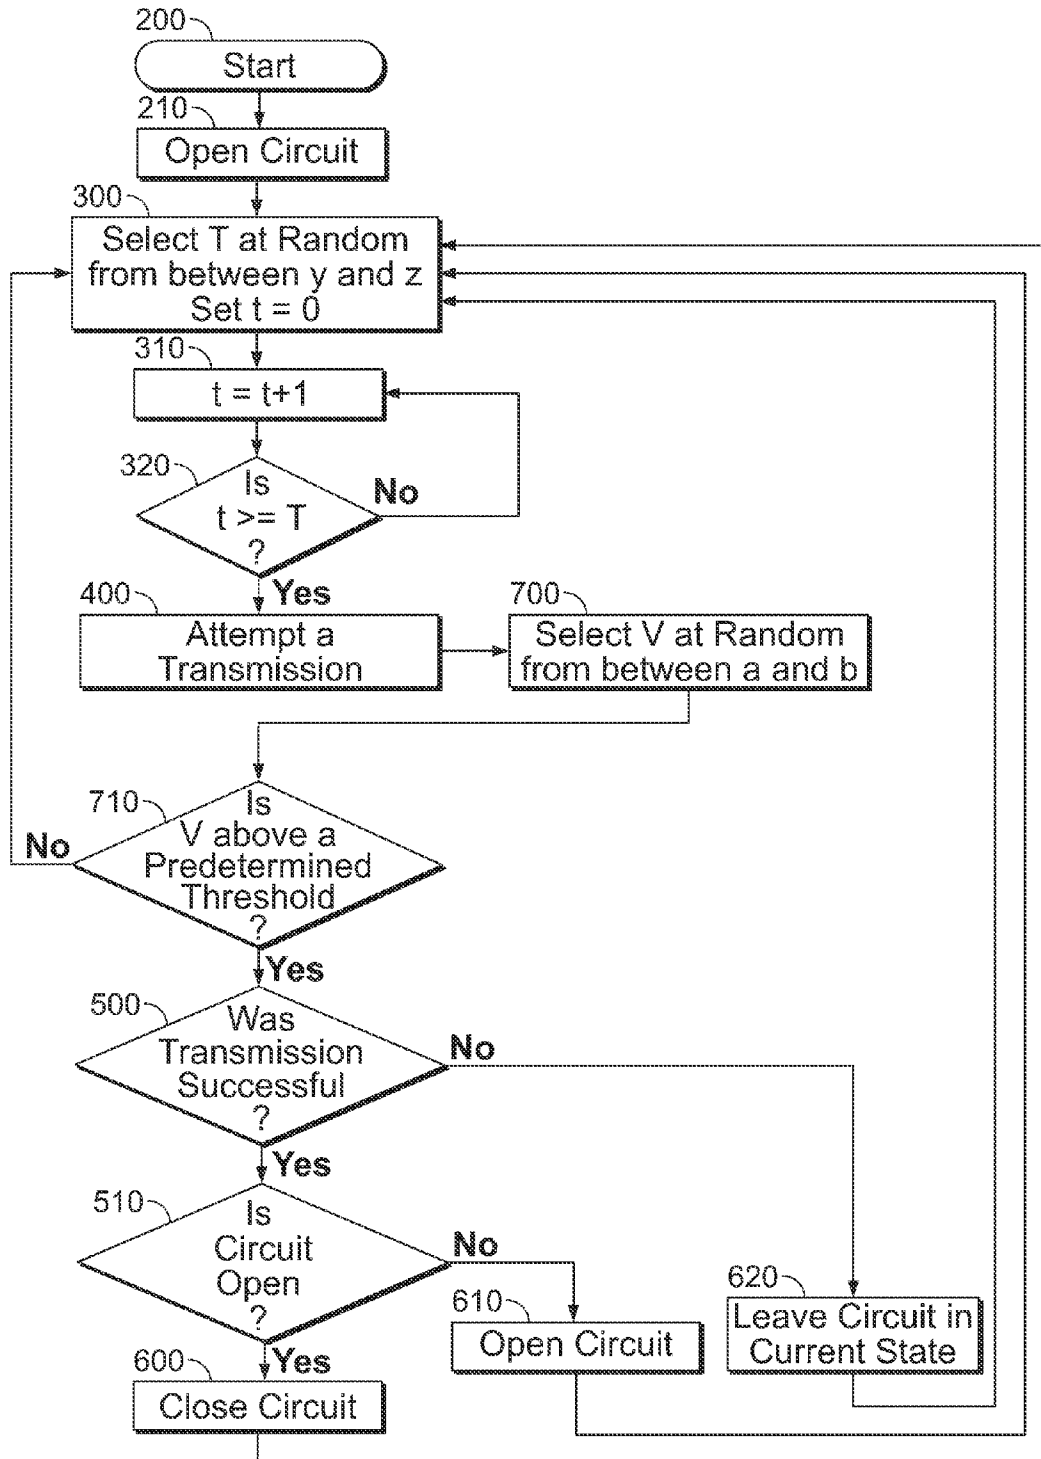 200
Start
210
Open Circuit
300
Select T at Random
from between y and z
Set t = 0
310
t = t+1
320
Is
t >= T
?
No
Yes
400
Attempt a
Transmission
700
Select V at Random
from between a and b
710
Is
V above a
Predetermined
Threshold
?
No
Yes
500
Was
Transmission
Successful
?
No
Yes
510
Is
Circuit
Open
?
No
Yes
610
Open Circuit
620
Leave Circuit in
Current State
600
Close Circuit